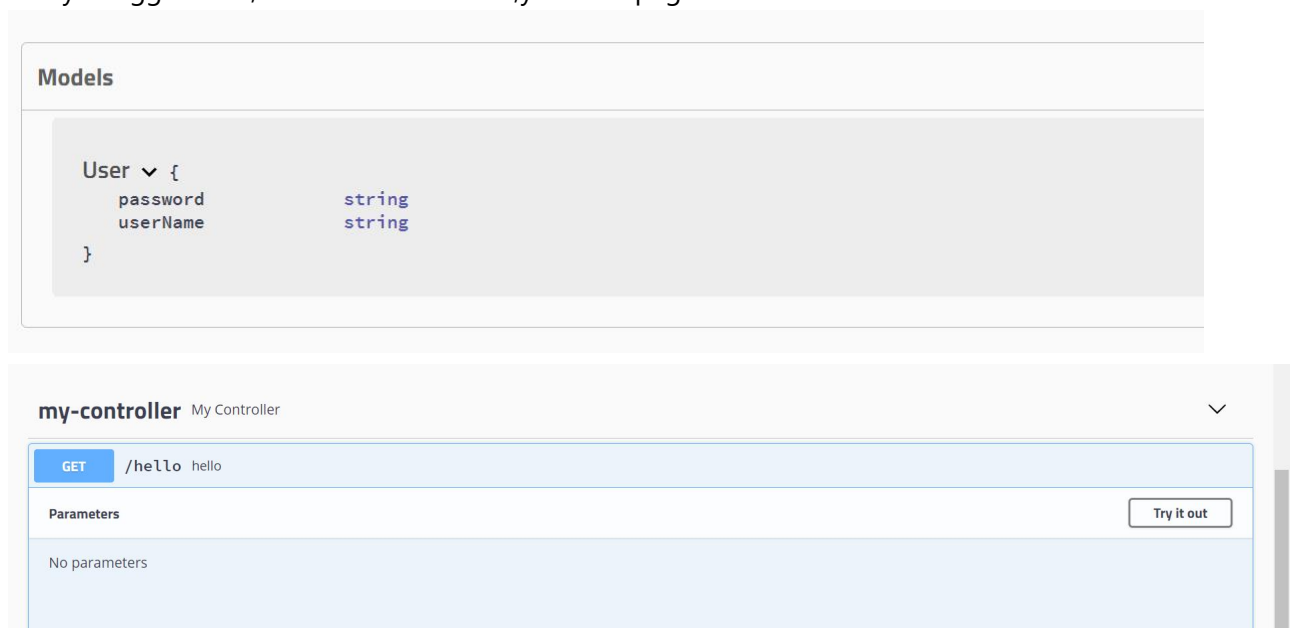 Models
User {
password string
userName string
}
my-controller My Controller
GET /hello hello
Parameters Try it out
No parameters